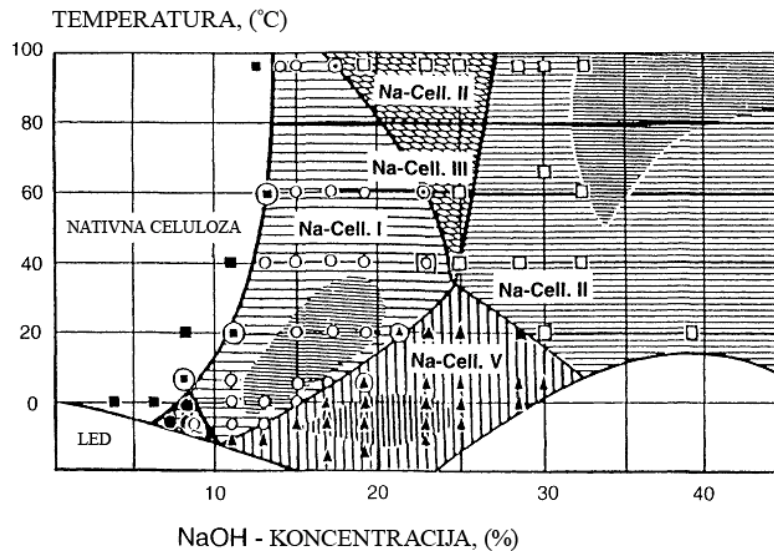 TEMPERATURA, (°C)
100
80
60
40
20
0
Na-Cell. II
Na-Cell. III
NATIVNA CELULOZA
Na-Cell. I
Na-Cell. II
Na-Cell. V
LED
10
20
30
40
NaOH - KONCENTRACIJA, (%)